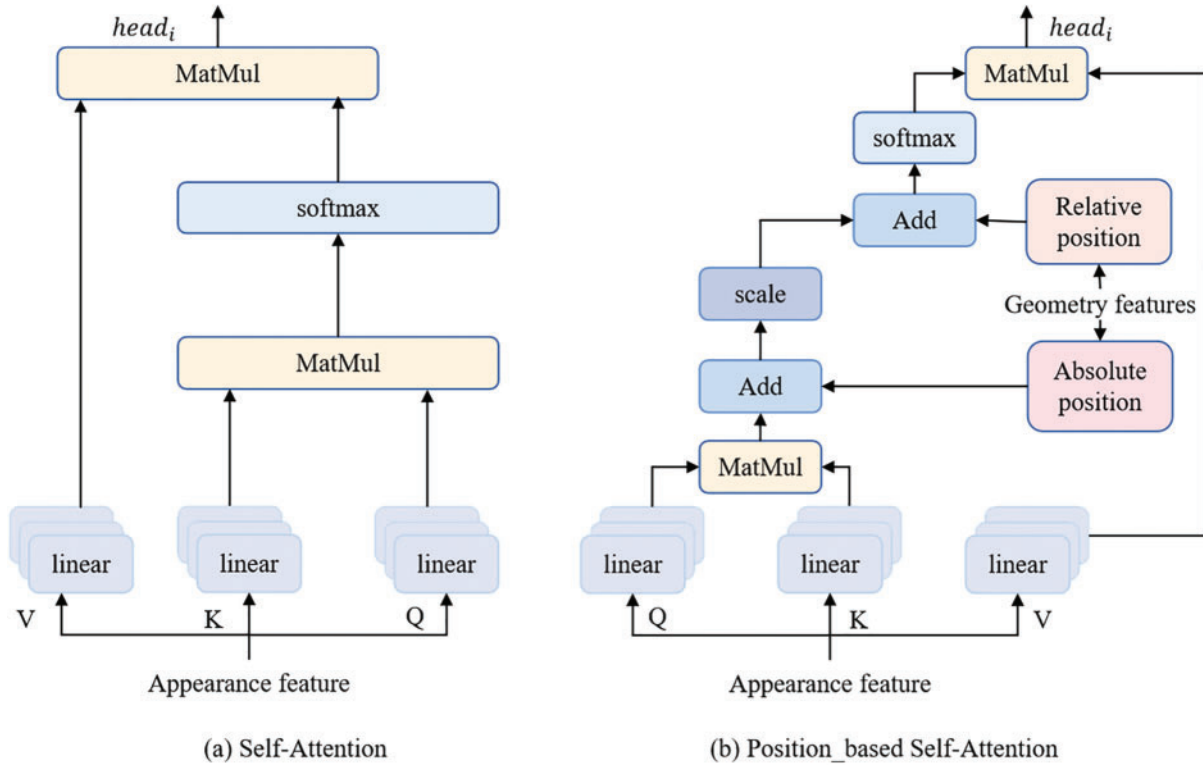 head_i
MatMul
softmax
MatMul
linear
linear
linear
V
K
Q
Appearance feature
(a) Self-Attention
head_i
MatMul
softmax
Add
Relative
position
scale
Geometry features
Add
Absolute
position
MatMul
linear
linear
linear
Q
K
V
Appearance feature
(b) Position_based Self-Attention